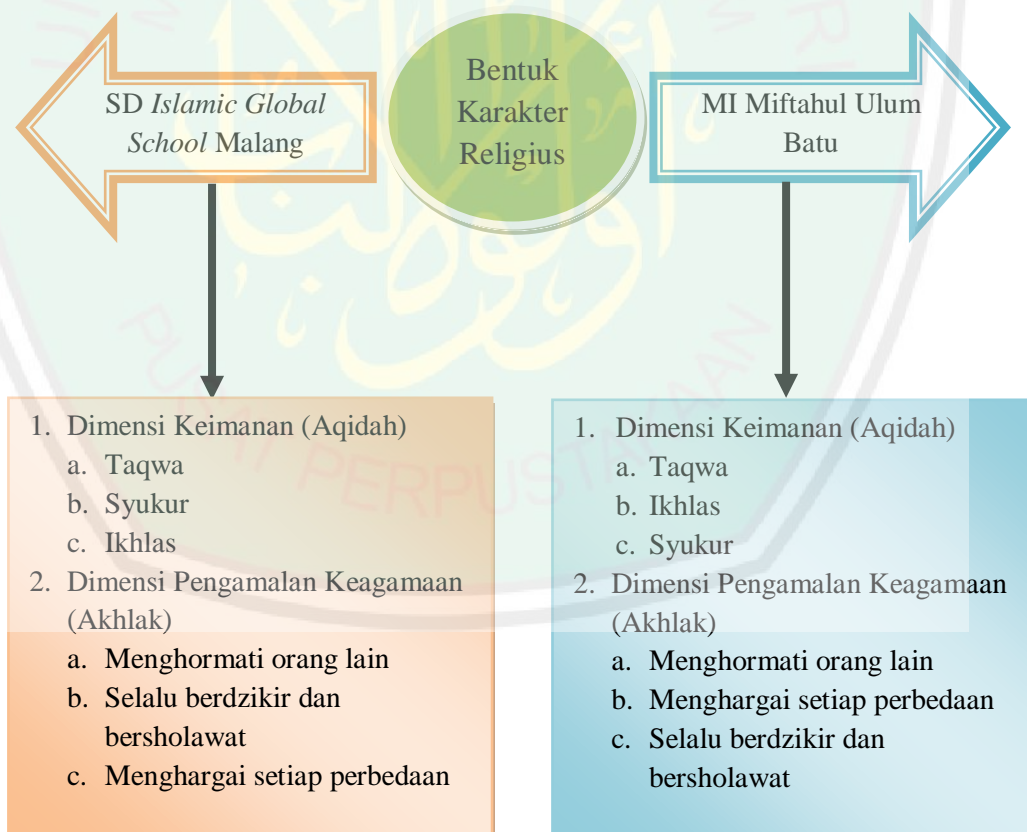 Bentuk
Karakter
Religius
SD Islamic Global
School Malang
MI Miftahul Ulum
Batu
1. Dimensi Keimanan (Aqidah)
a. Taqwa
b. Syukur
c. Ikhlas
2. Dimensi Pengamalan Keagamaan
(Akhlak)
a. Menghormati orang lain
b. Selalu berdzikir dan
bersholawat
c. Menghargai setiap perbedaan
1. Dimensi Keimanan (Aqidah)
a. Taqwa
b. Ikhlas
c. Syukur
2. Dimensi Pengamalan Keagamaan
(Akhlak)
a. Menghormati orang lain
b. Menghargai setiap perbedaan
c. Selalu berdzikir dan
bersholawat
PUSAT PERPUSTAKAAN